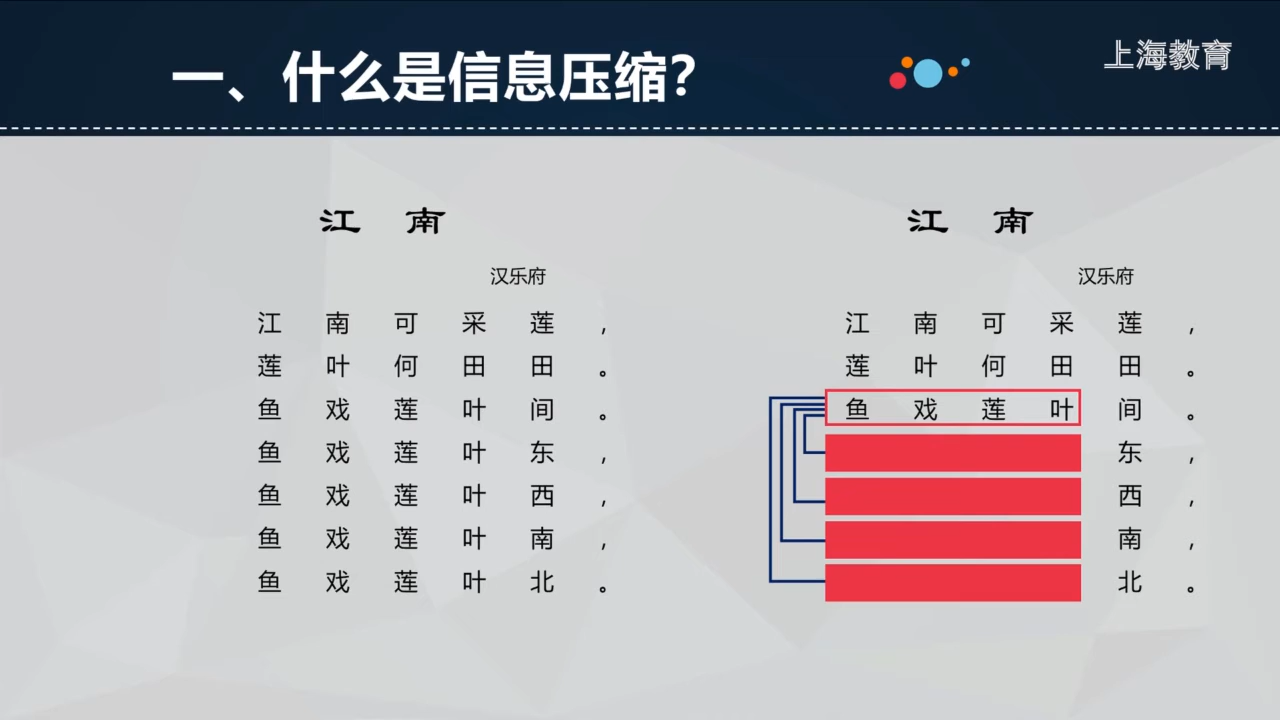 一、什么是信息压缩？
上海教育
江 南
汉乐府
江南可采莲，
莲叶何田田。
鱼戏莲叶间。
鱼戏莲叶东，
鱼戏莲叶西，
鱼戏莲叶南，
鱼戏莲叶北。
江 南
汉乐府
江南可采莲，
莲叶何田田。
鱼戏莲叶间。
东，
西，
南，
北。